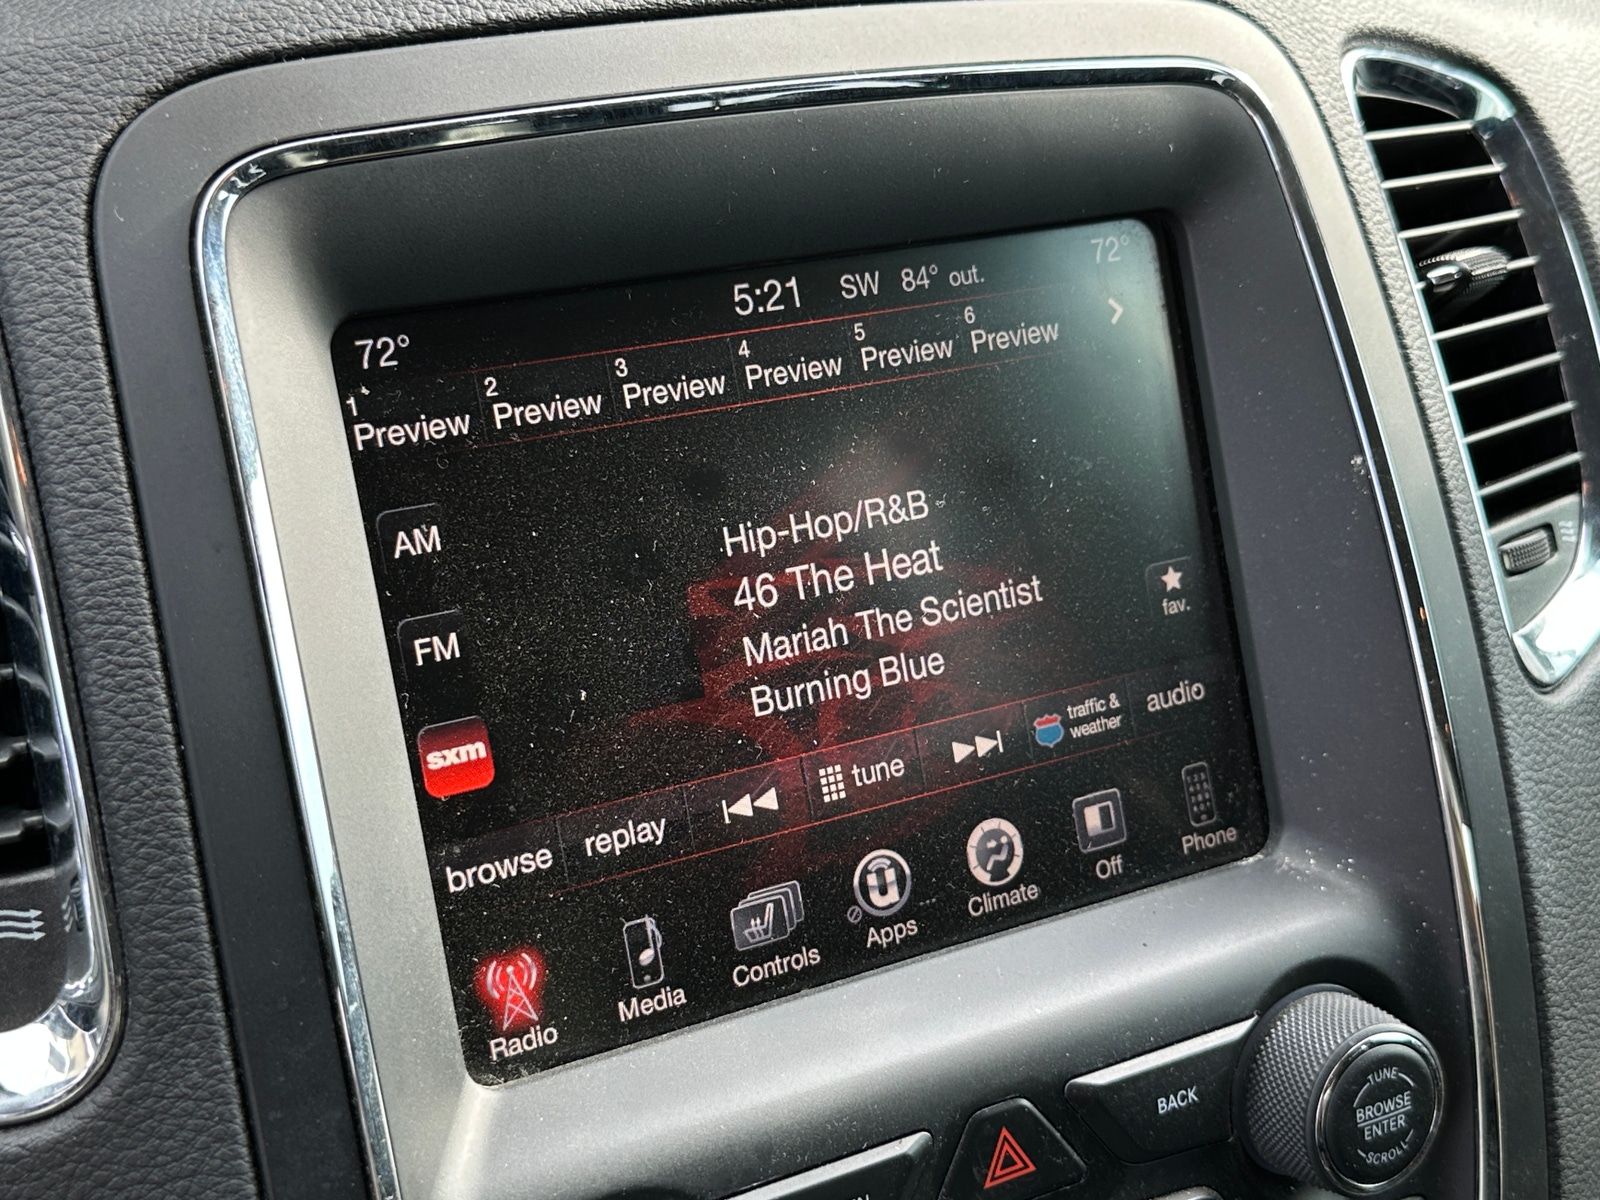 72° 5:21 SW 84° out. 72°
1 Preview 2 Preview 3 Preview 4 Preview 5 Preview 6 Preview
AM
Hip-Hop/R&B
46 The Heat
Mariah The Scientist
Burning Blue
fav.
FM
sxm
browse replay tune traffic & weather audio
Radio Media Controls Apps Climate Off Phone
BACK
TUNE
BROWSE
ENTER
SCROLL